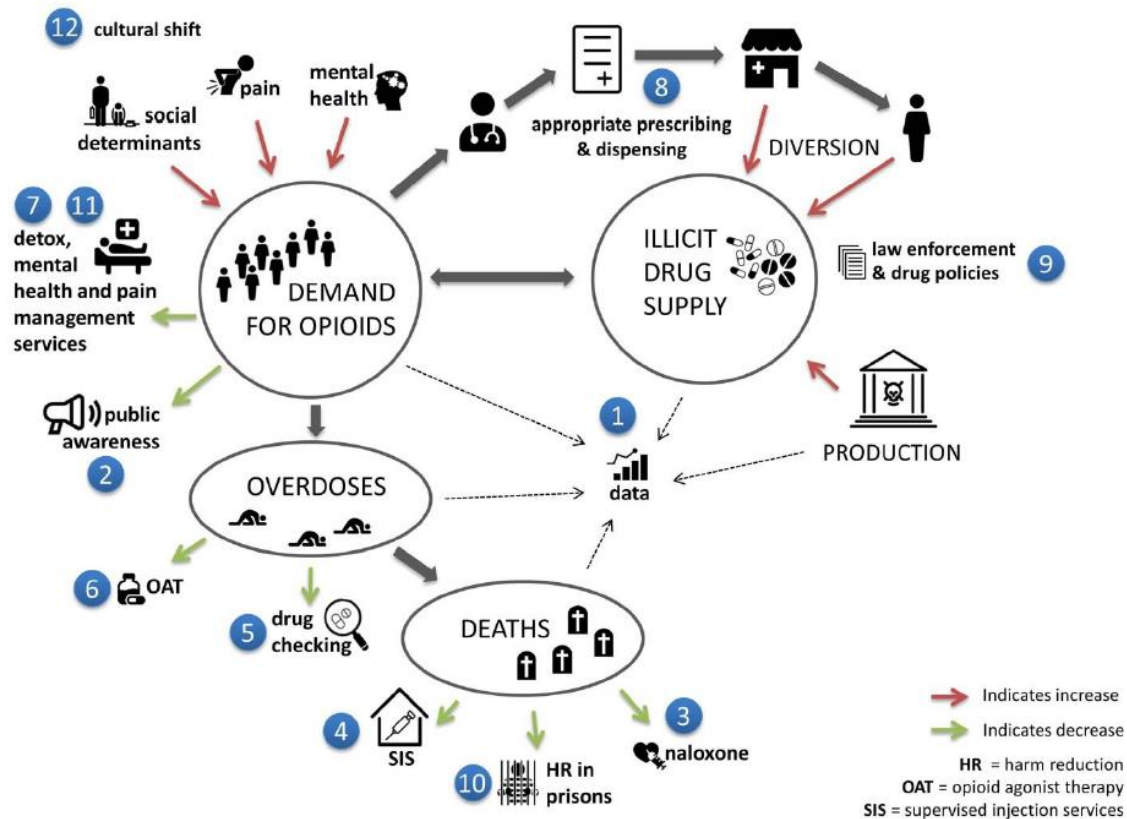 12 cultural shift
pain
mental
health
social
determinants
8
appropriate prescribing
& dispensing
DIVERSION
7 11
detox,
mental
health and pain
management
services
DEMAND
FOR OPIOIDS
ILLICIT
DRUG
SUPPLY
law enforcement
& drug policies
9
public
awareness
2
1
data
PRODUCTION
OVERDOSES
6 OAT
5 drug
checking
DEATHS
4
SIS
10 HR in
prisons
3
naloxone
Indicates increase
Indicates decrease
HR = harm reduction
OAT = opioid agonist therapy
SIS = supervised injection services